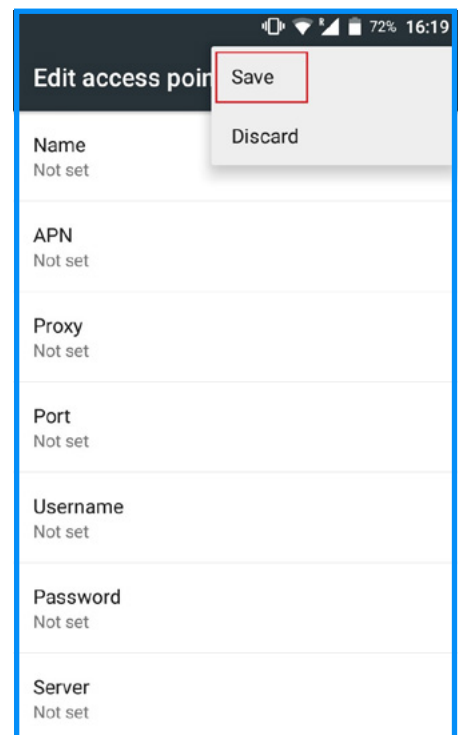 R 72% 16:19
Edit access poin
Save
Discard
Name
Not set
APN
Not set
Proxy
Not set
Port
Not set
Username
Not set
Password
Not set
Server
Not set